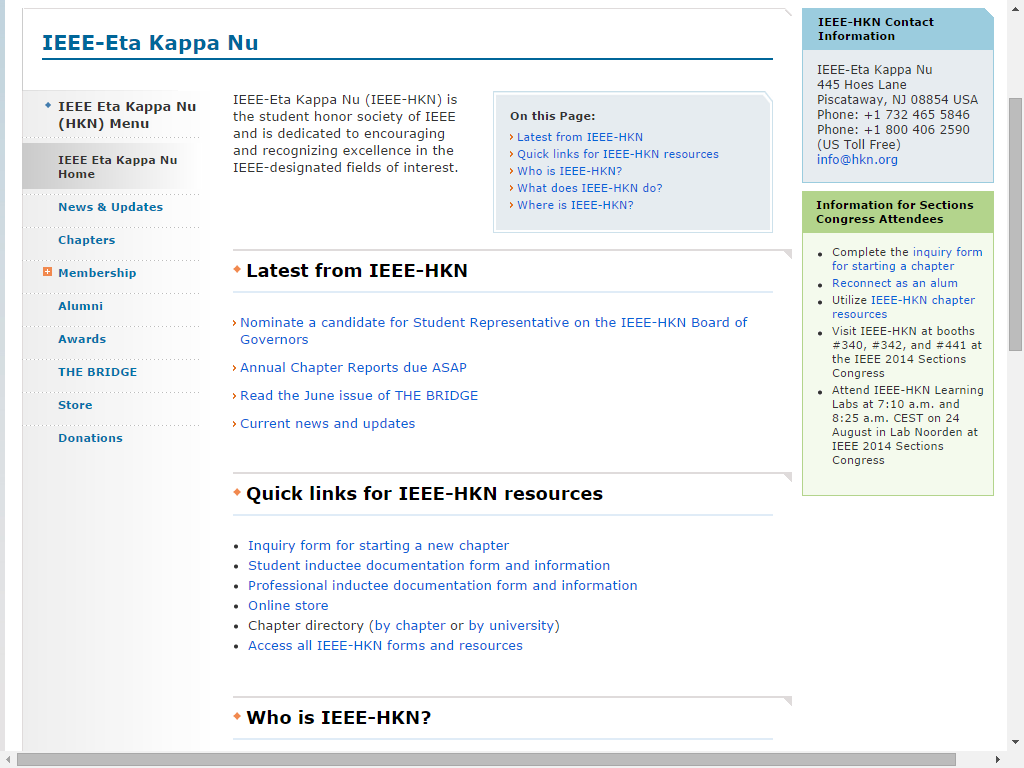 IEEE-Eta Kappa Nu
IEEE Eta Kappa Nu
(HKN) Menu
IEEE Eta Kappa Nu
Home
News & Updates
Chapters
Membership
Alumni
Awards
THE BRIDGE
Store
Donations
IEEE-Eta Kappa Nu (IEEE-HKN) is
the student honor society of IEEE
and is dedicated to encouraging
and recognizing excellence in the
IEEE-designated fields of interest.
On this Page:
Latest from IEEE-HKN
Quick links for IEEE-HKN resources
Who is IEEE-HKN?
What does IEEE-HKN do?
Where is IEEE-HKN?
Latest from IEEE-HKN
Nominate a candidate for Student Representative on the IEEE-HKN Board of
Governors
Annual Chapter Reports due ASAP
Read the June issue of THE BRIDGE
Current news and updates
Quick links for IEEE-HKN resources
Inquiry form for starting a new chapter
Student inductee documentation form and information
Professional inductee documentation form and information
Online store
Chapter directory (by chapter or by university)
Access all IEEE-HKN forms and resources
Who is IEEE-HKN?
IEEE-HKN Contact
Information
IEEE-Eta Kappa Nu
445 Hoes Lane
Piscataway, NJ 08854 USA
Phone: +1 732 465 5846
Phone: +1 800 406 2590
(US Toll Free)
info@hkn.org
Information for Sections
Congress Attendees
Complete the inquiry form
for starting a chapter
Reconnect as an alum
Utilize IEEE-HKN chapter
resources
Visit IEEE-HKN at booths
#340, #342, and #441 at
the IEEE 2014 Sections
Congress
Attend IEEE-HKN Learning
Labs at 7:10 a.m. and
8:25 a.m. CEST on 24
August in Lab Noorden at
IEEE 2014 Sections
Congress